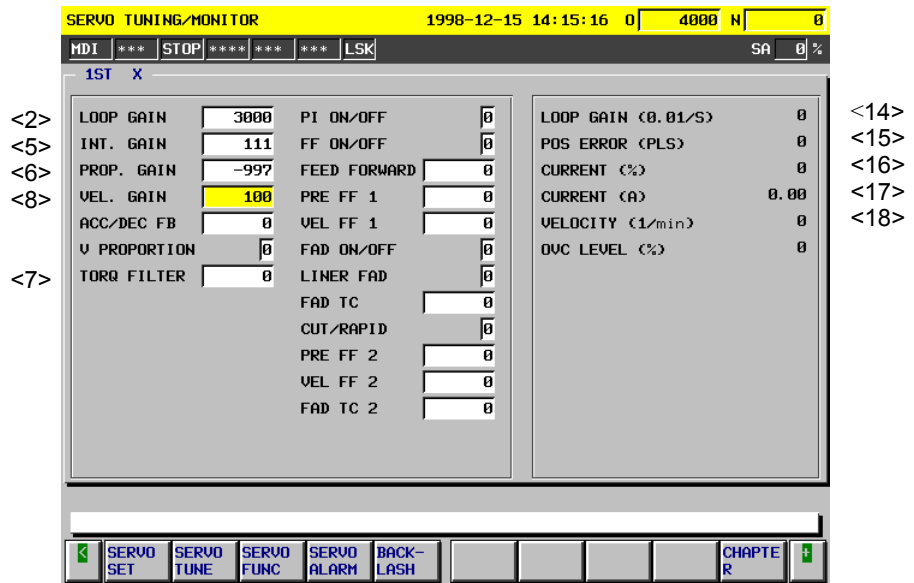 SERVO TUNING/MONITOR 1998-12-15 14:15:16 O 4000 N 0
MDI *** STOP **** *** *** LSK SA 0 %
1ST X
<2> LOOP GAIN 3000 PI ON/OFF 0 LOOP GAIN (0.01/S) 0 <14>
<5> INT. GAIN 111 FF ON/OFF 0 POS ERROR (PLS) 0 <15>
<6> PROP. GAIN -997 FEED FORWARD 0 CURRENT (%) 0 <16>
<8> VEL. GAIN 100 PRE FF 1 0 CURRENT (A) 0.00 <17>
ACC/DEC FB 0 VEL FF 1 0 VELOCITY (1/min) 0 <18>
V PROPORTION 0 FAD ON/OFF 0 OVC LEVEL (%) 0
<7> TORQ FILTER 0 LINER FAD 0
FAD TC 0
CUT/RAPID 0
PRE FF 2 0
VEL FF 2 0
FAD TC 2 0
< SERVO SERVO SERVO SERVO BACK- CHAPTE +
SET TUNE FUNC ALARM LASH R